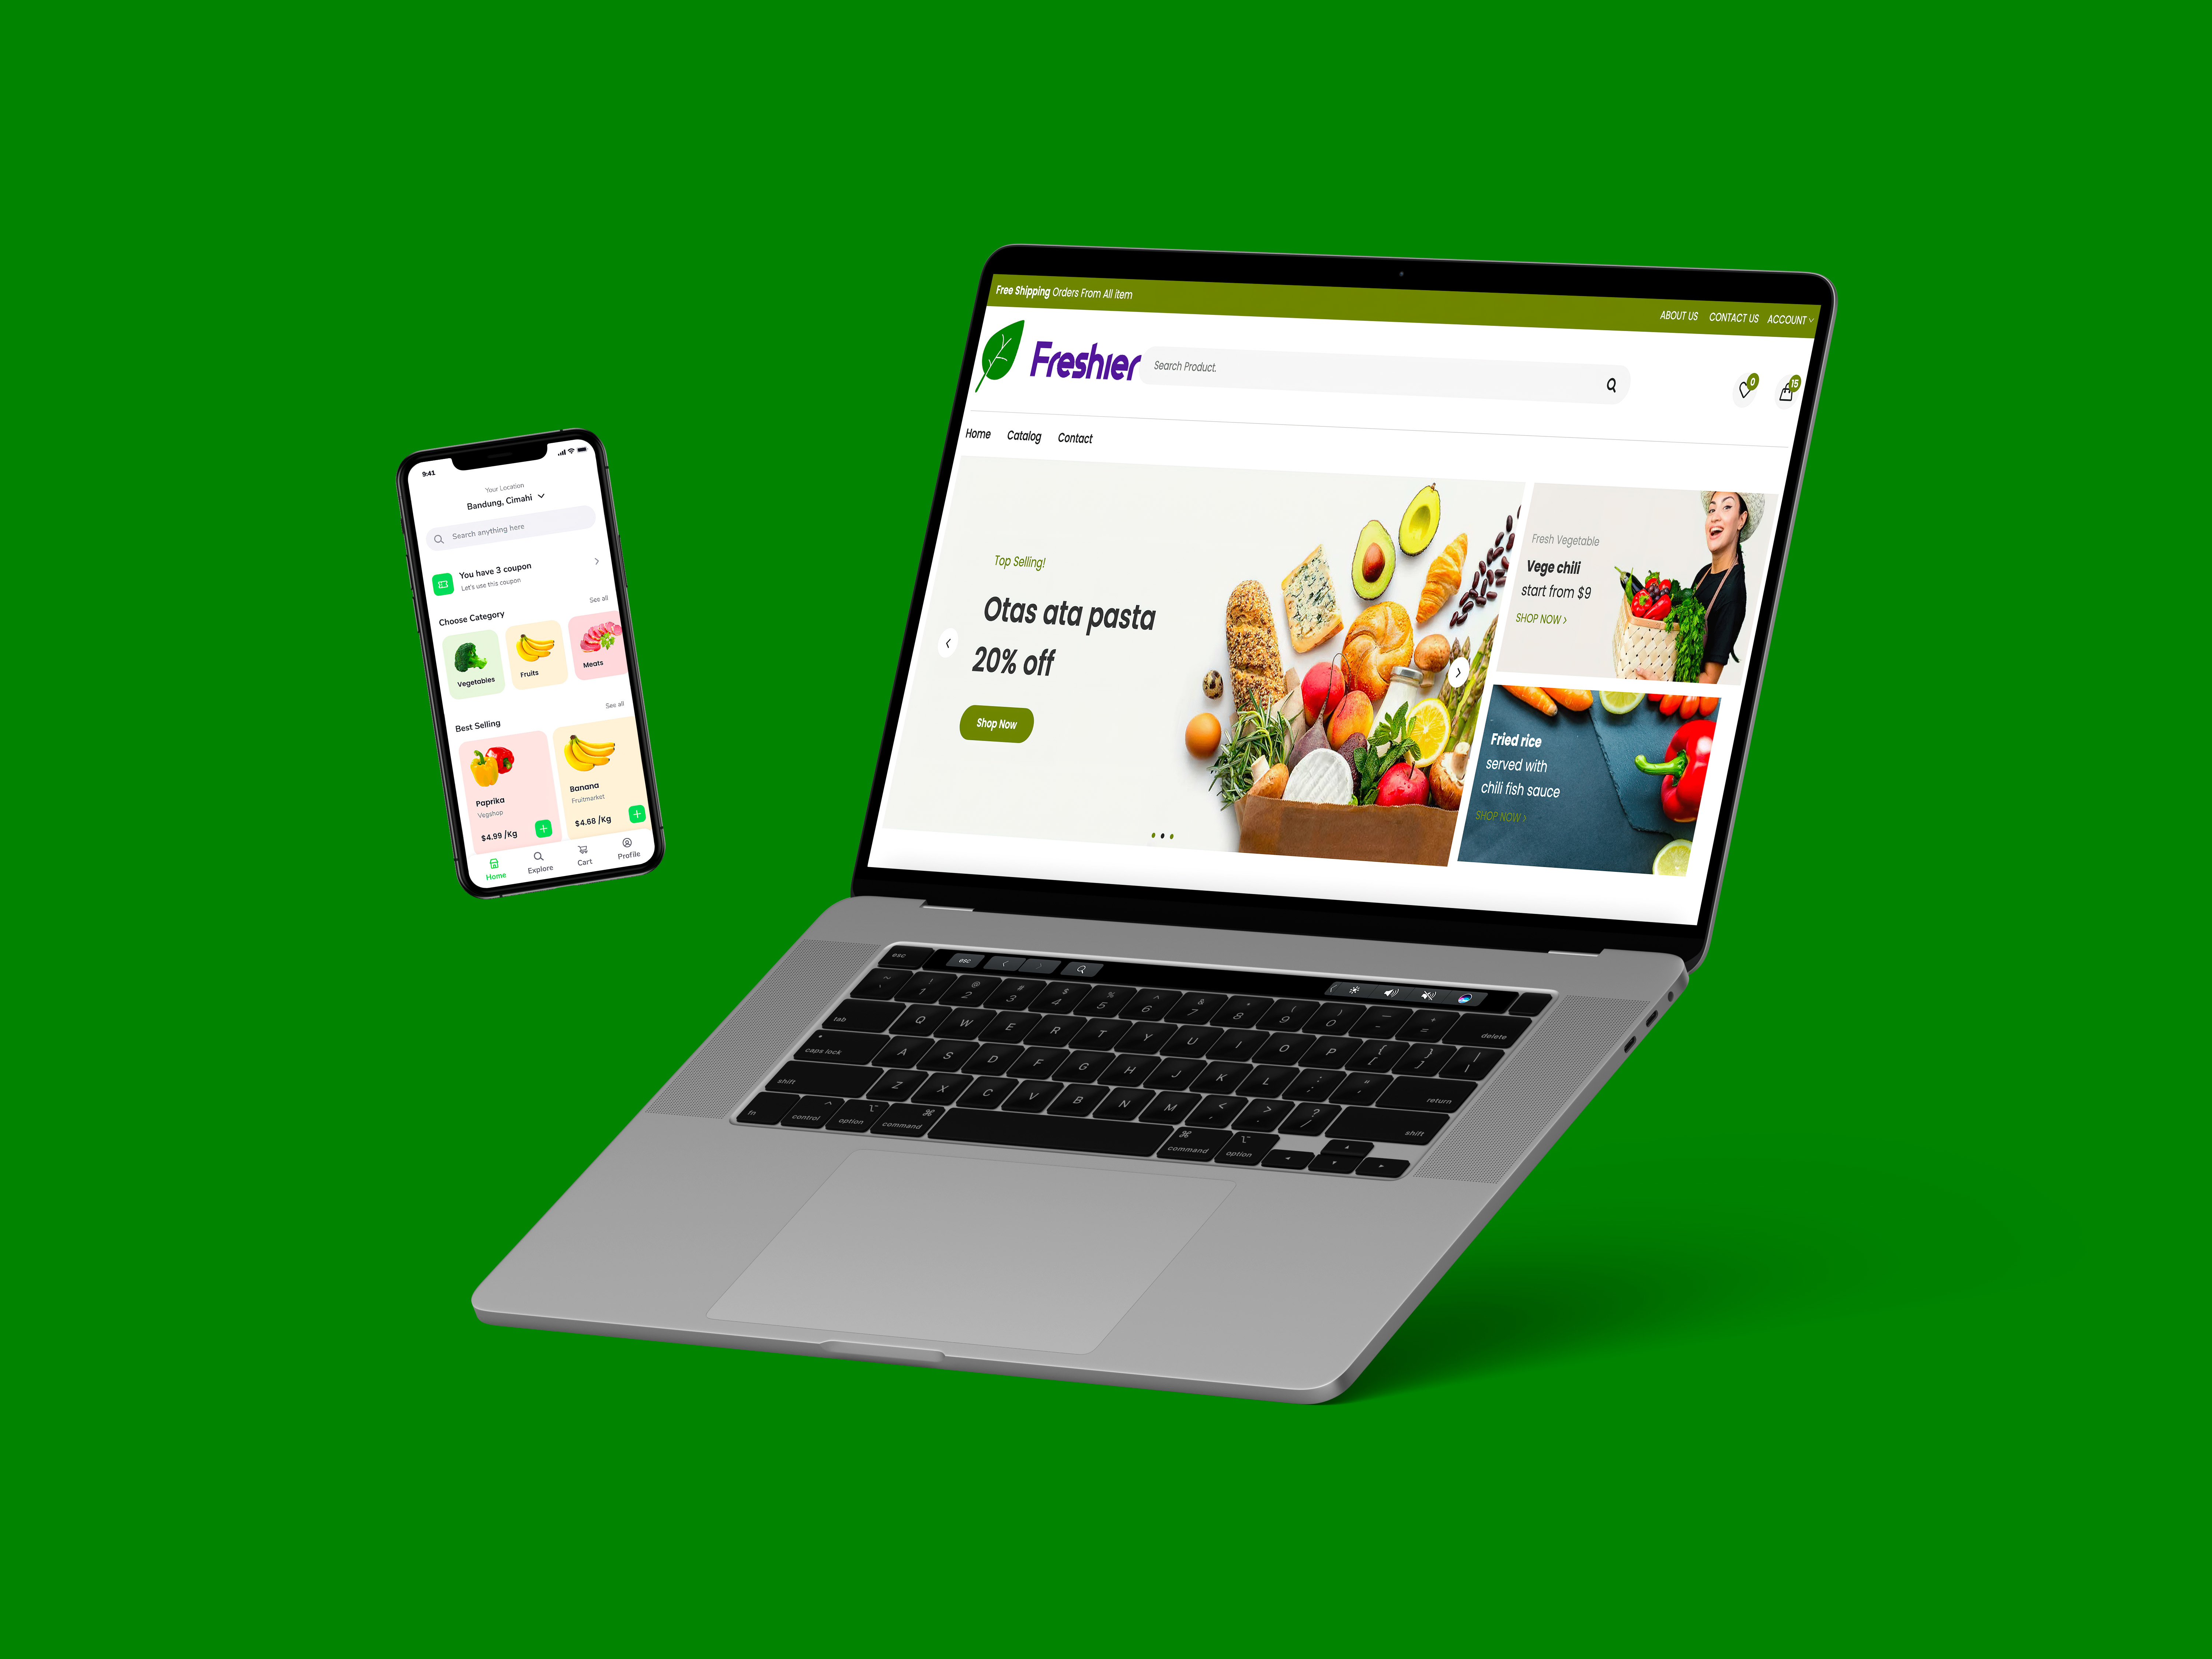 Free Shipping Orders From All item
ABOUT US CONTACT US ACCOUNT
Freshier
Search Product.
0
15
Home Catalog Contact
Top Selling!
Otas ata pasta
20% off
Shop Now
Fresh Vegetable
Vege chili
start from $9
SHOP NOW >
Fried rice
served with
chili fish sauce
SHOP NOW >
9:41
Your Location
Bandung, Cimahi
Search anything here
You have 3 coupon
Let's use this coupon
Choose Category
See all
Vegetables
Fruits
Meats
Best Selling
See all
Paprika
Vegshop
$4.99 /Kg
Banana
Fruitmarket
$4.68 /Kg
Home Explore Cart Profile
esc
esc
~ ` ! 1 @ 2 # 3 $ 4 % 5 ^ 6 & 7 * 8 ( 9 ) 0 — - + = delete
tab Q W E R T Y U I O P { [ } ] | \
caps lock A S D F G H J K L : ; " ' return
shift Z X C V B N M < , > . ? / shift
fn control option command command option